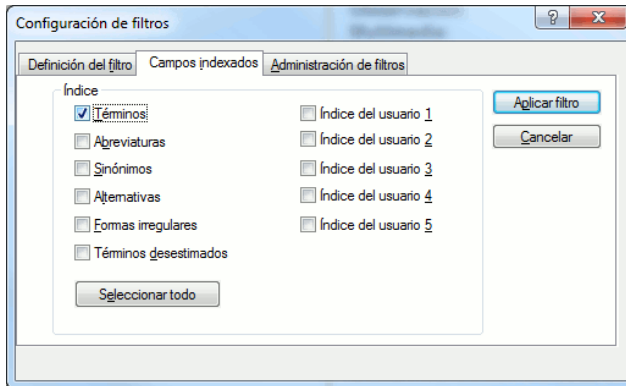 Configuración de filtros
Definición del filtro Campos indexados Administración de filtros
Índice
Términos Índice del usuario 1
Abreviaturas Índice del usuario 2
Sinónimos Índice del usuario 3
Alternativas Índice del usuario 4
Formas irregulares Índice del usuario 5
Términos desestimados
Seleccionar todo
Aplicar filtro
Cancelar